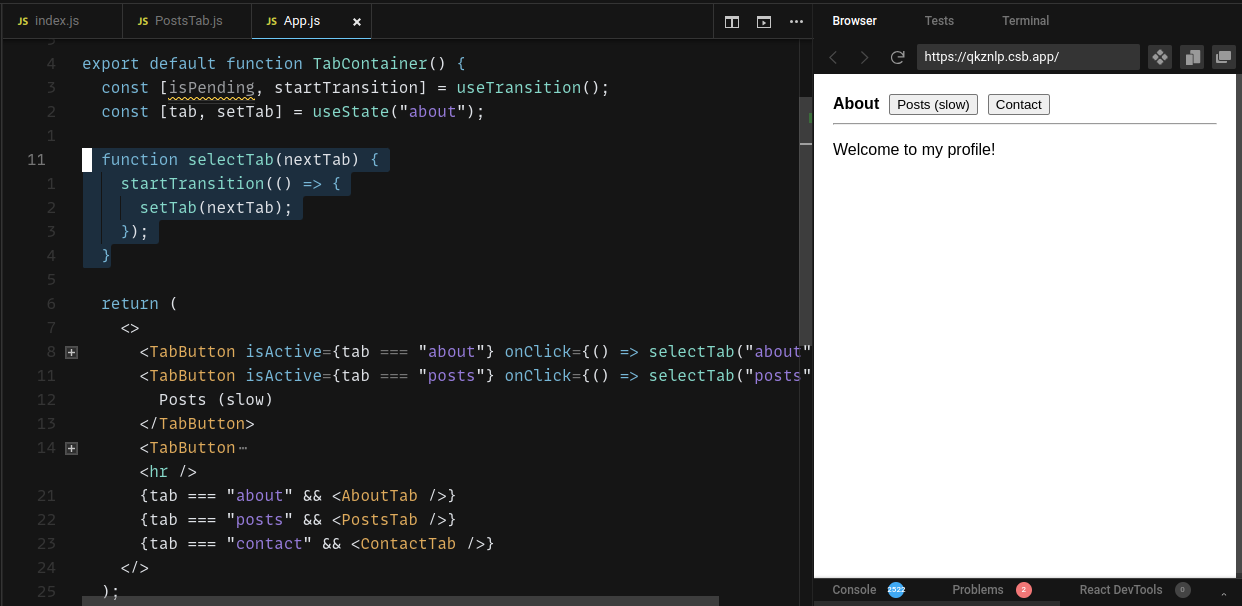 JS index.js
JS PostsTab.js
JS App.js ×
Browser
Tests
Terminal
https://qkznlp.csb.app/
4 export default function TabContainer() {
3 const [isPending, startTransition] = useTransition();
2 const [tab, setTab] = useState("about");
1
11 function selectTab(nextTab) {
1 startTransition(() => {
2 setTab(nextTab);
3 });
4 }
5
6 return (
7 <>
8 <TabButton isActive={tab === "about"} onClick={() => selectTab("about"
11 <TabButton isActive={tab === "posts"} onClick={() => selectTab("posts"
12 Posts (slow)
13 </TabButton>
14 <TabButton⋯
<hr />
21 {tab === "about" && <AboutTab />}
22 {tab === "posts" && <PostsTab />}
23 {tab === "contact" && <ContactTab />}
24 </>
25 );
About
Posts (slow)
Contact
Welcome to my profile!
Console 2522
Problems 2
React DevTools 0